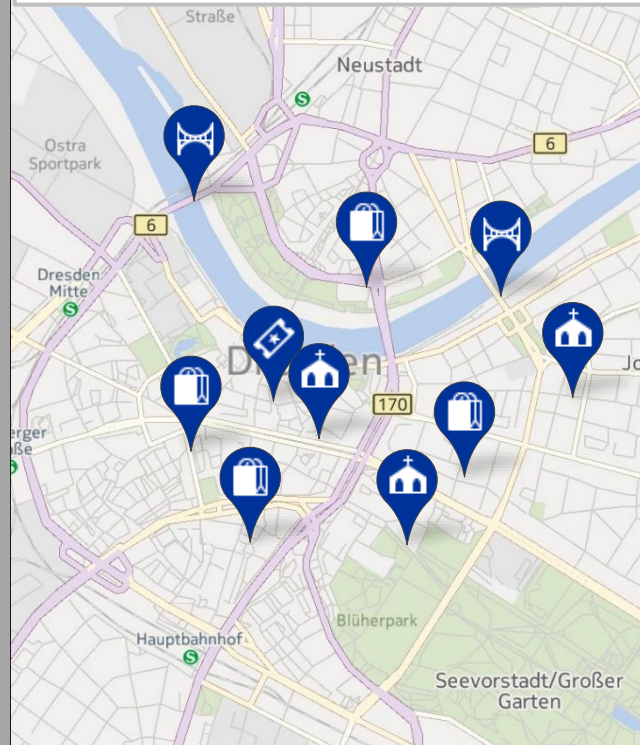 Straße
Neustadt
S
6
Ostra
Sportpark
6
Dresden
Mitte
S
170
Hauptbahnhof
S
Blüherpark
Seevorstadt/Großer
Garten